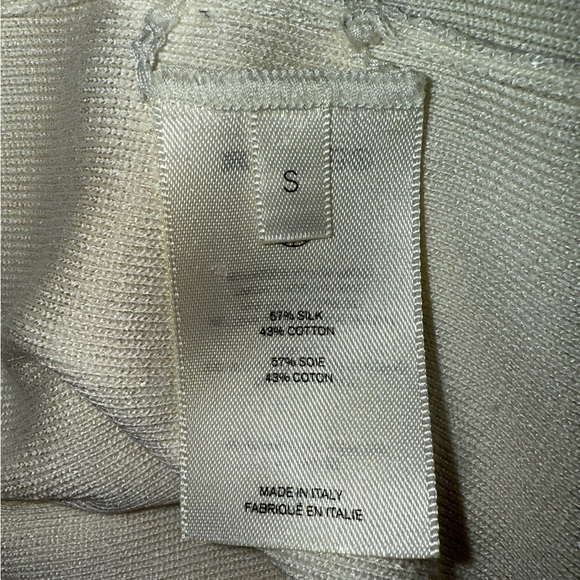 S
57% SILK
43% COTTON
57% SOIE
43% COTON
MADE IN ITALY
FABRIQUÉ EN ITALIE